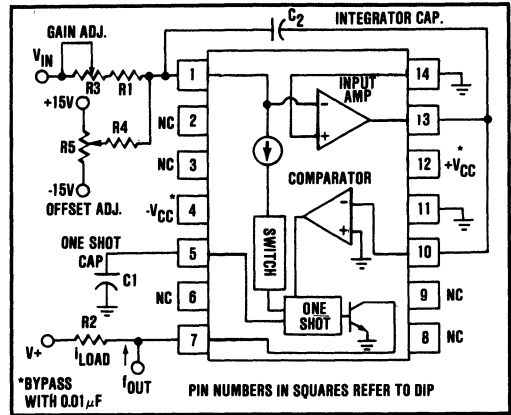 GAIN ADJ.
C2
INTEGRATOR CAP.
VIN
R3
R1
1
14
INPUT
AMP
-
+
+15V
R4
R5
NC
2
13
NC
3
12
+VCC*
-15V
OFFSET ADJ.
-VCC*
4
COMPARATOR
-
+
11
ONE SHOT
CAP
C1
5
SWITCH
10
NC
6
ONE
SHOT
9
NC
8
NC
R2
V+
iLOAD
7
fOUT
*BYPASS
WITH 0.01µF
PIN NUMBERS IN SQUARES REFER TO DIP